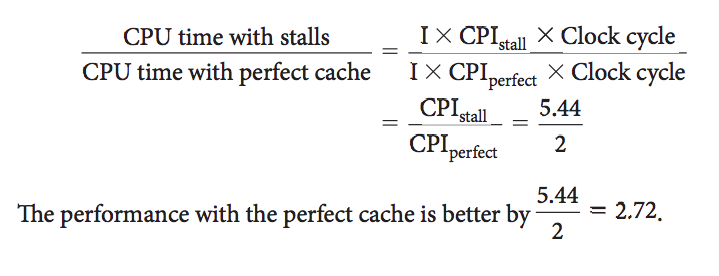 CPU time with stalls / CPU time with perfect cache = I × CPI_stall × Clock cycle / I × CPI_perfect × Clock cycle
= CPI_stall / CPI_perfect = 5.44 / 2
The performance with the perfect cache is better by 5.44 / 2 = 2.72.